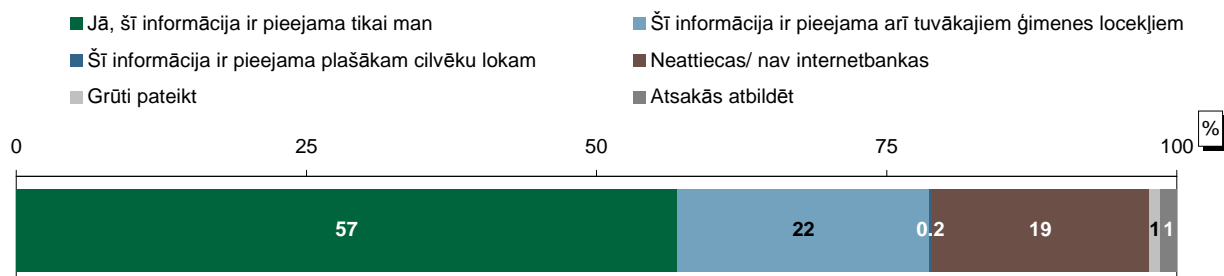 Jā, šī informācija ir pieejama tikai man
Šī informācija ir pieejama arī tuvākajiem ģimenes locekļiem
Šī informācija ir pieejama plašākam cilvēku lokam
Neattiecas/ nav internetbankas
Grūti pateikt
Atsakās atbildēt
%
0 25 50 75 100
57 22 0.2 19 1 1